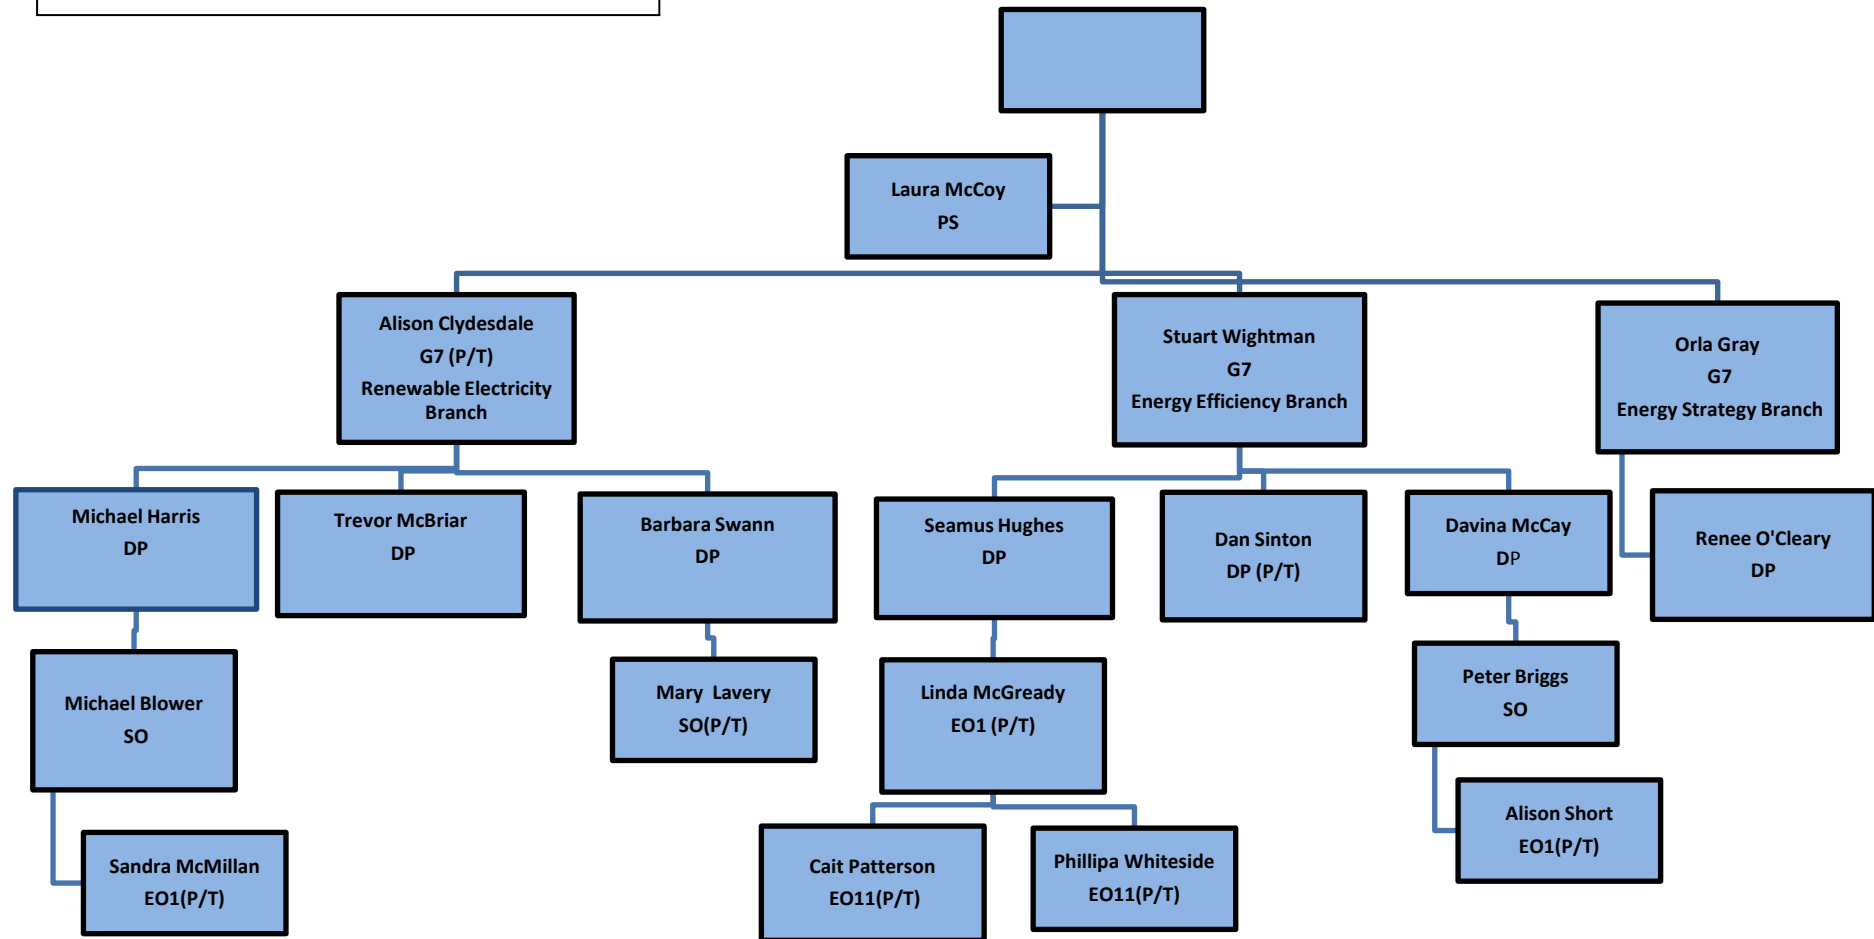 Laura McCoy
PS
Alison Clydesdale
G7 (P/T)
Renewable Electricity
Branch
Stuart Wightman
G7
Energy Efficiency Branch
Orla Gray
G7
Energy Strategy Branch
Michael Harris
DP
Trevor McBriar
DP
Barbara Swann
DP
Seamus Hughes
DP
Dan Sinton
DP (P/T)
Davina McCay
DP
Renee O'Cleary
DP
Michael Blower
SO
Mary  Lavery
SO(P/T)
Linda McGready
EO1 (P/T)
Peter Briggs
SO
Sandra McMillan
EO1(P/T)
Cait Patterson
EO11(P/T)
Phillipa Whiteside
EO11(P/T)
Alison Short
EO1(P/T)